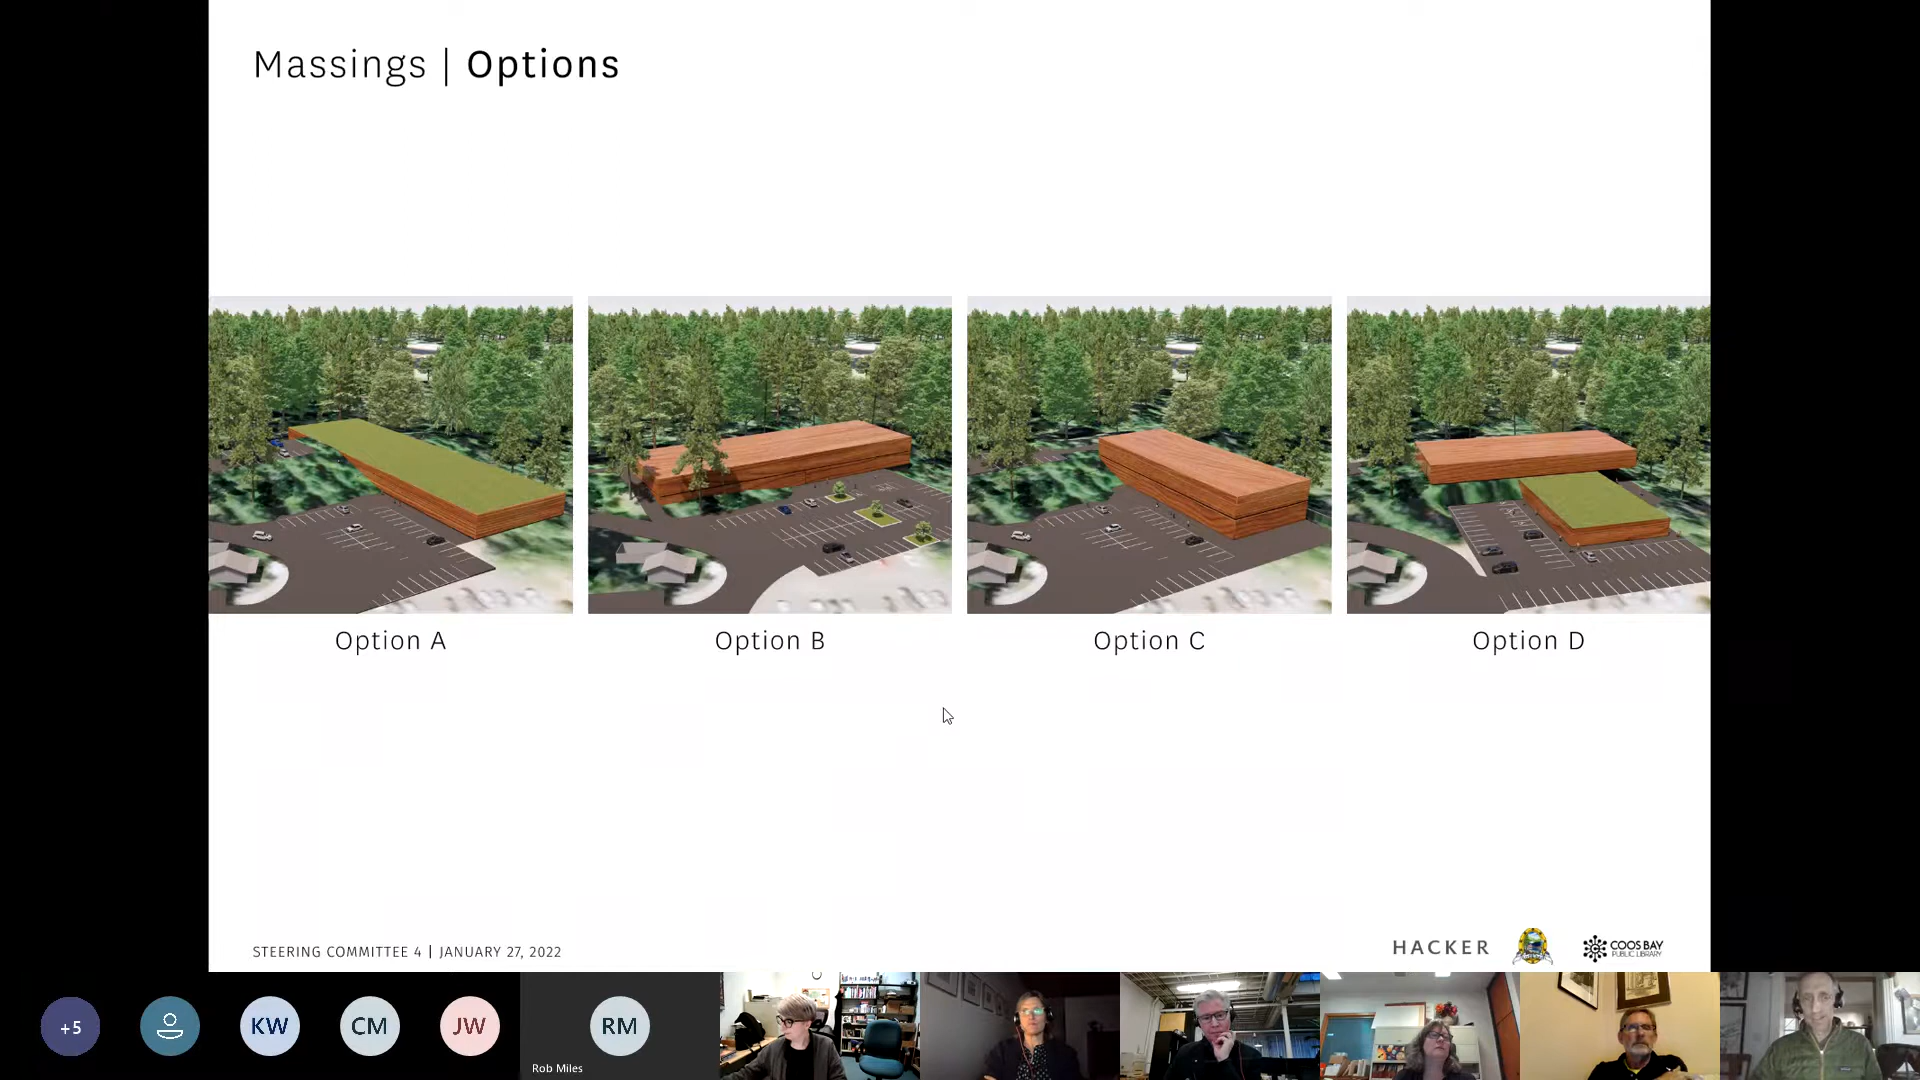 Massings | Options
Option A
Option B
Option C
Option D
STEERING COMMITTEE 4 | JANUARY 27, 2022
HACKER
COOS BAY
PUBLIC LIBRARY
+5
KW
CM
JW
RM
Rob Miles